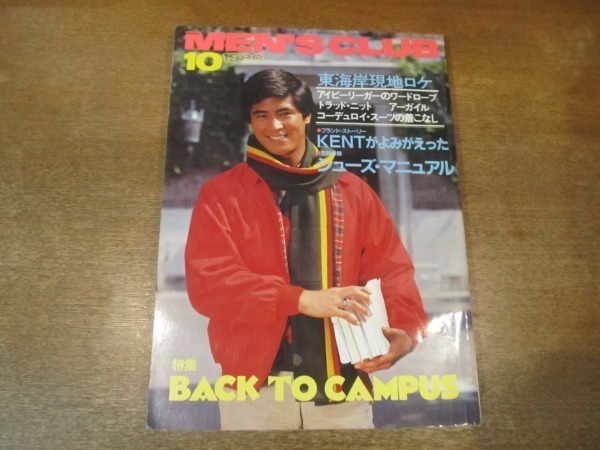 MEN'S CLUB
10
東海岸現地ロケ
アイビーリーガーのワードローブ
トラッド・ニット アーガイル
コーデュロイ・スーツの着こなし
●ブランド・ストーリー
KENTがよみがえった
シューズ・マニュアル
特集
BACK TO CAMPUS